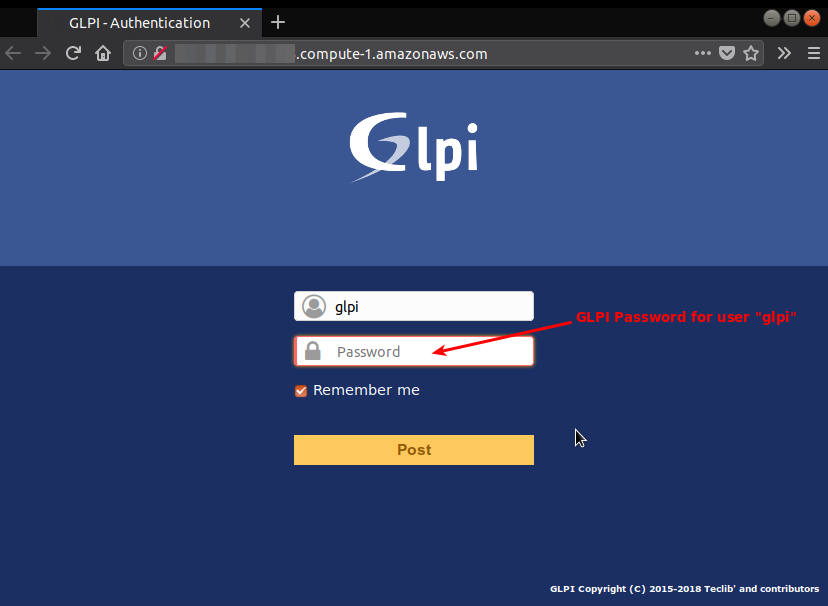 GLPI - Authentication
.compute-1.amazonaws.com
Glpi
glpi
GLPI Password for user "glpi"
Password
Remember me
Post
GLPI Copyright (C) 2015-2018 Teclib' and contributors